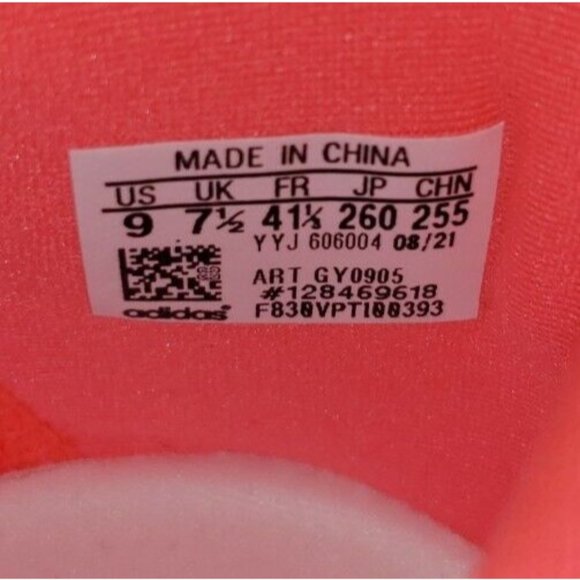 MADE IN CHINA
US UK FR JP CHN
9 7½ 41⅓ 260 255
YYJ 606004 08/21
ART GY0905
#128469618
adidas® F830VPTI00393